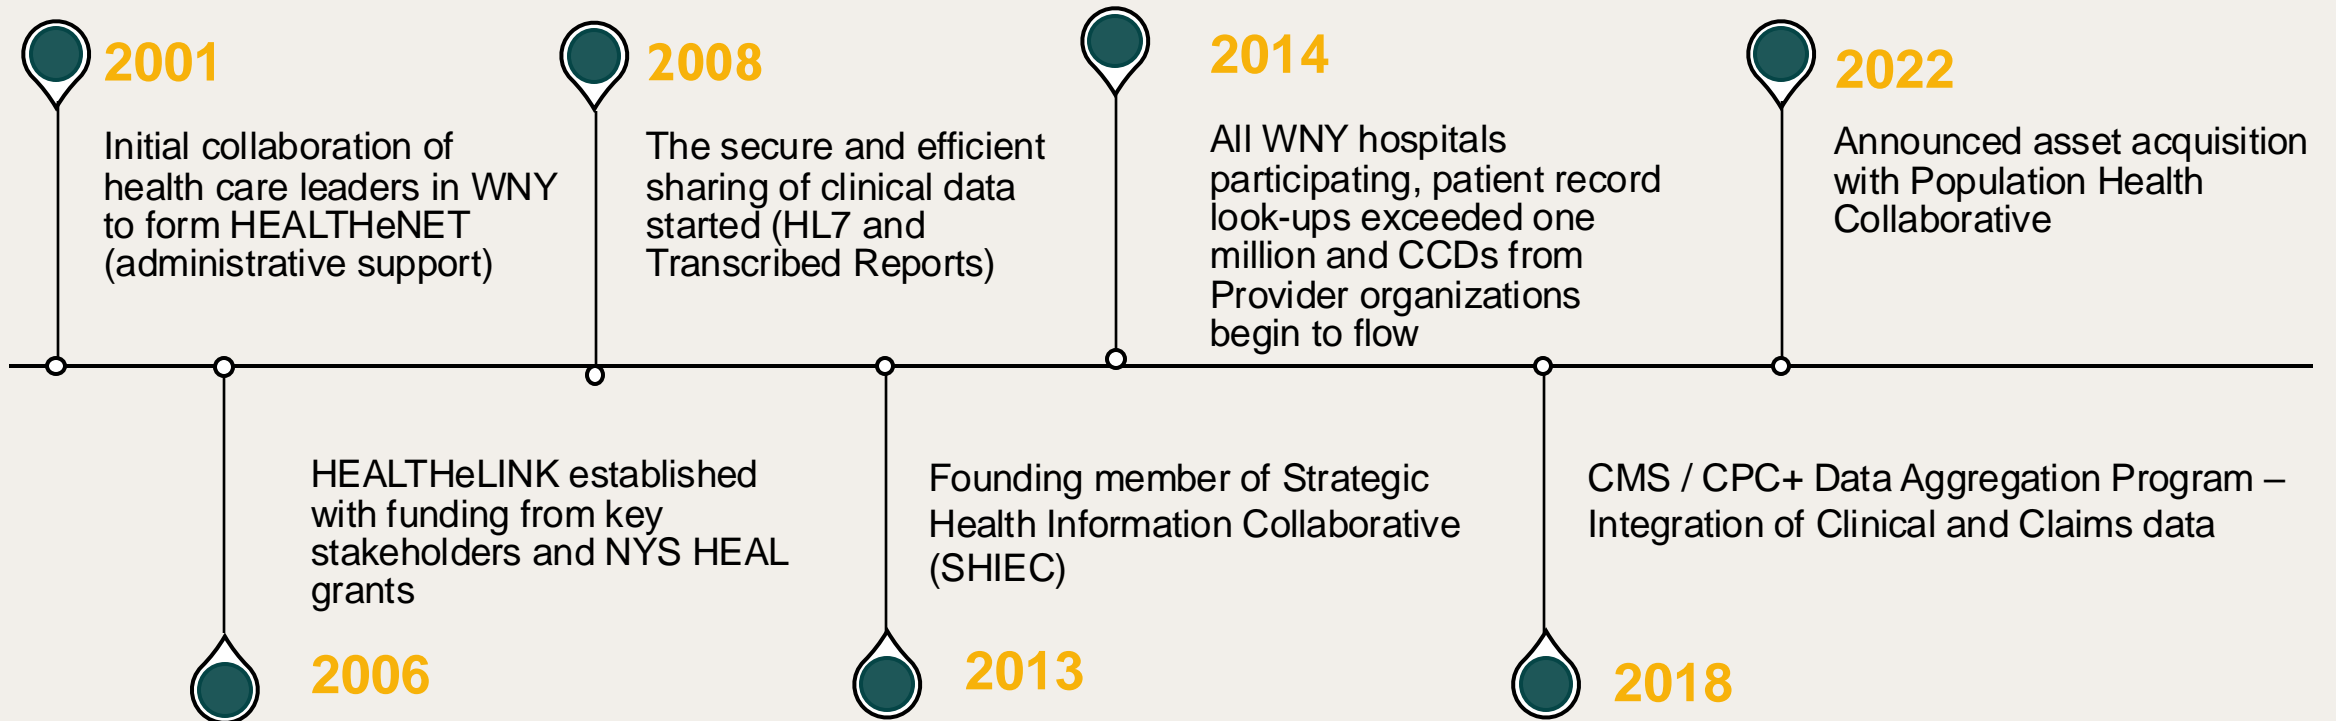 2001
Initial collaboration of
health care leaders in WNY
to form HEALTHeNET
(administrative support)
HEALTHeLINK established
with funding from key
stakeholders and NYS HEAL
grants
2006
2008
The secure and efficient
sharing of clinical data
started (HL7 and
Transcribed Reports)
Founding member of Strategic
Health Information Collaborative
(SHIEC)
2013
2014
All WNY hospitals
participating, patient record
look-ups exceeded one
million and CCDs from
Provider organizations
begin to flow
CMS / CPC+ Data Aggregation Program –
Integration of Clinical and Claims data
2018
2022
Announced asset acquisition
with Population Health
Collaborative